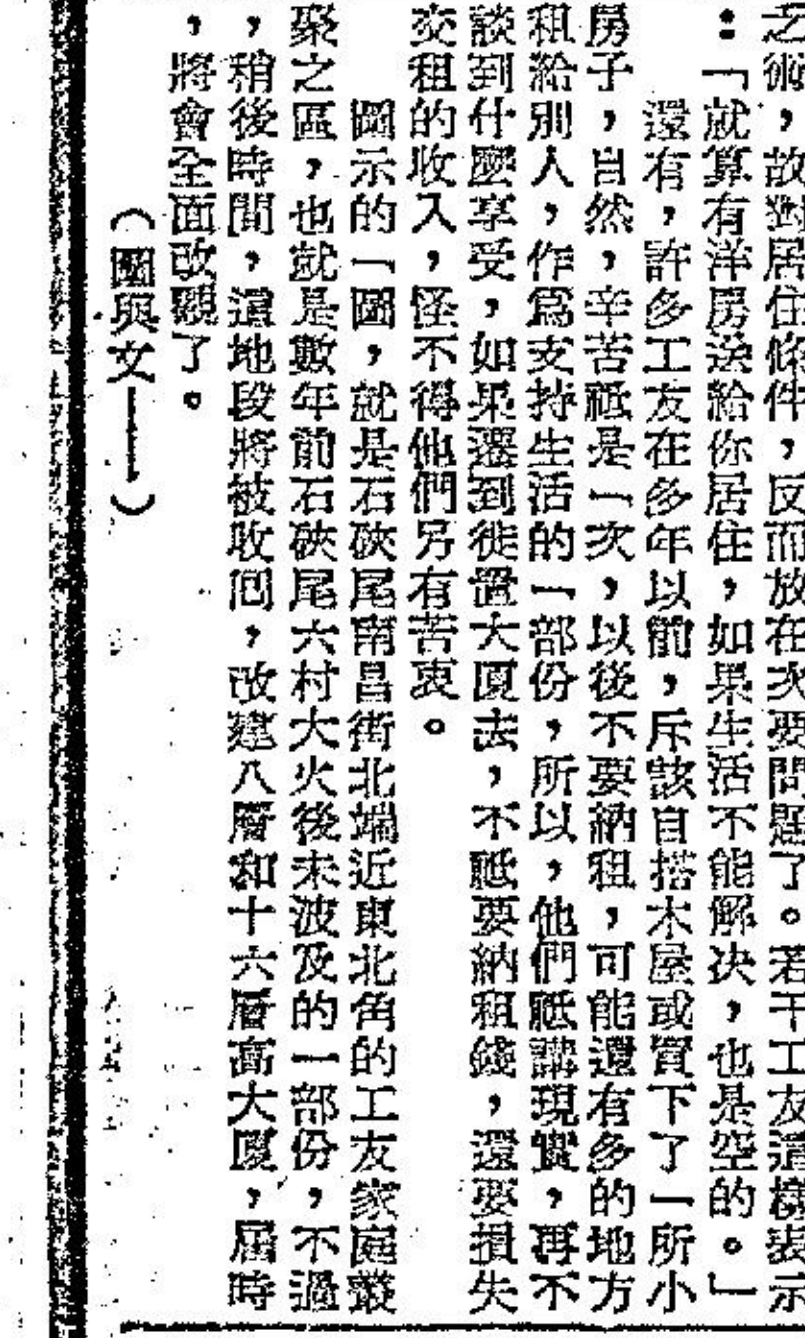 之術，故對居住條件，反而放在次要問題了。若干工友這樣表示
：「就算有洋房送給你居住，如果生活不能解決，也是空的。」
還有，許多工友在多年以前，斥該自搭木屋或買下了一所小
房子，自然，辛苦祗是一次，以後不要納租，可能還有多的地方
租給別人，作爲支持生活的一部份，所以，他們祗講現實，再不
談到什麼享受，如果遷到徙置大厦去，不祗要納租錢，還要損失
交租的收入，怪不得他們另有苦衷。
圖示的「圖，就是石硤尾南昌街北端近東北角的工友家庭叢
聚之區，也就是數年前石硤尾六村大火後未波及的一部份，不過
，稍後時間，這地段將被收囘，改建八層和十六層高大厦，屆時
，將會全面改觀了。
（圖與文——）